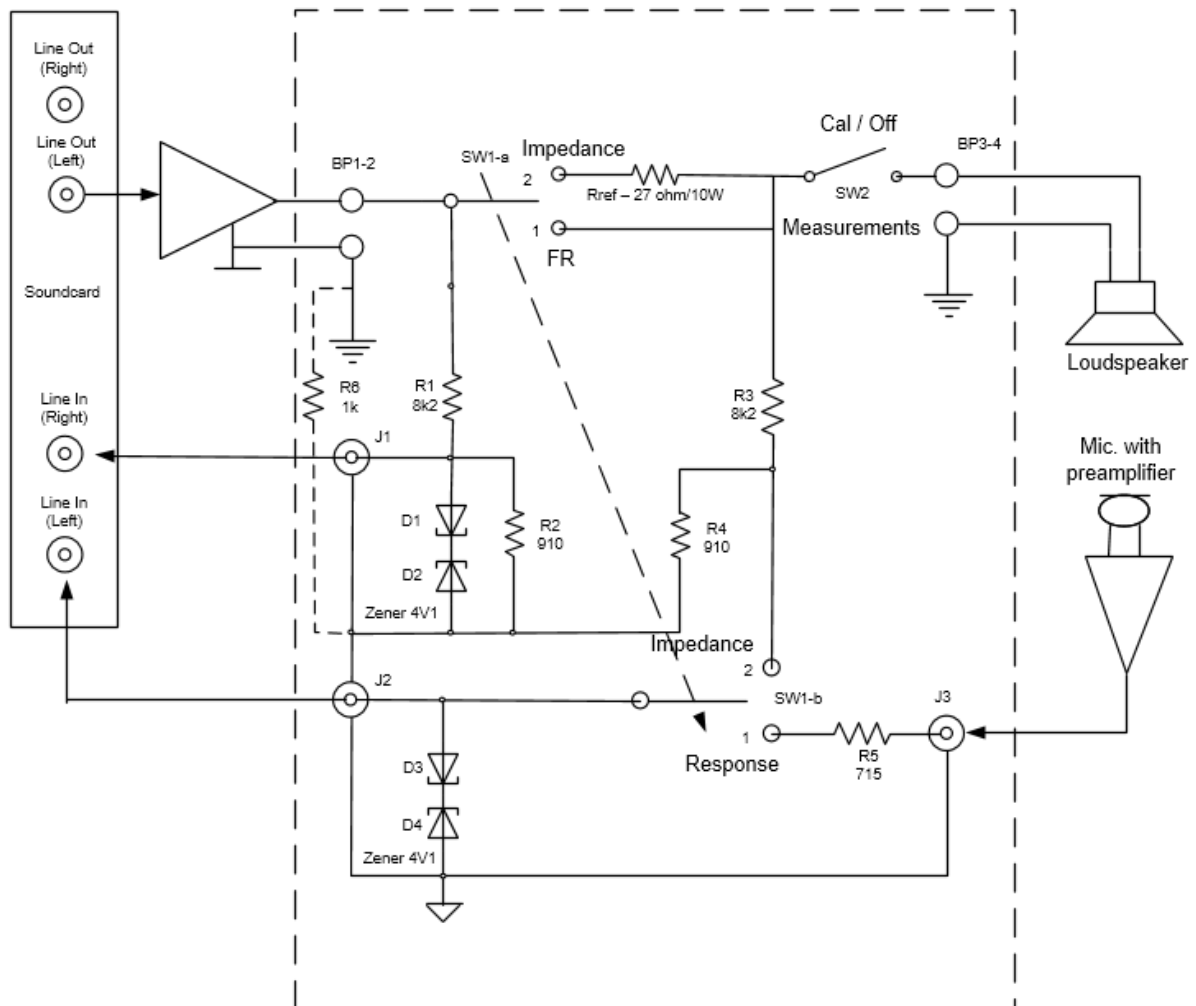 Line Out
(Right)
Line Out
(Left)
Soundcard
Line In
(Right)
Line In
(Left)
BP1-2
SW1-a
Impedance
2
Rref – 27 ohm/10W
1
FR
Cal / Off
SW2
Measurements
BP3-4
Loudspeaker
R6
1k
R1
8k2
R3
8k2
J1
D1
D2
Zener 4V1
R2
910
R4
910
Mic. with
preamplifier
Impedance
2
SW1-b
1
Response
J2
J3
R5
715
D3
D4
Zener 4V1